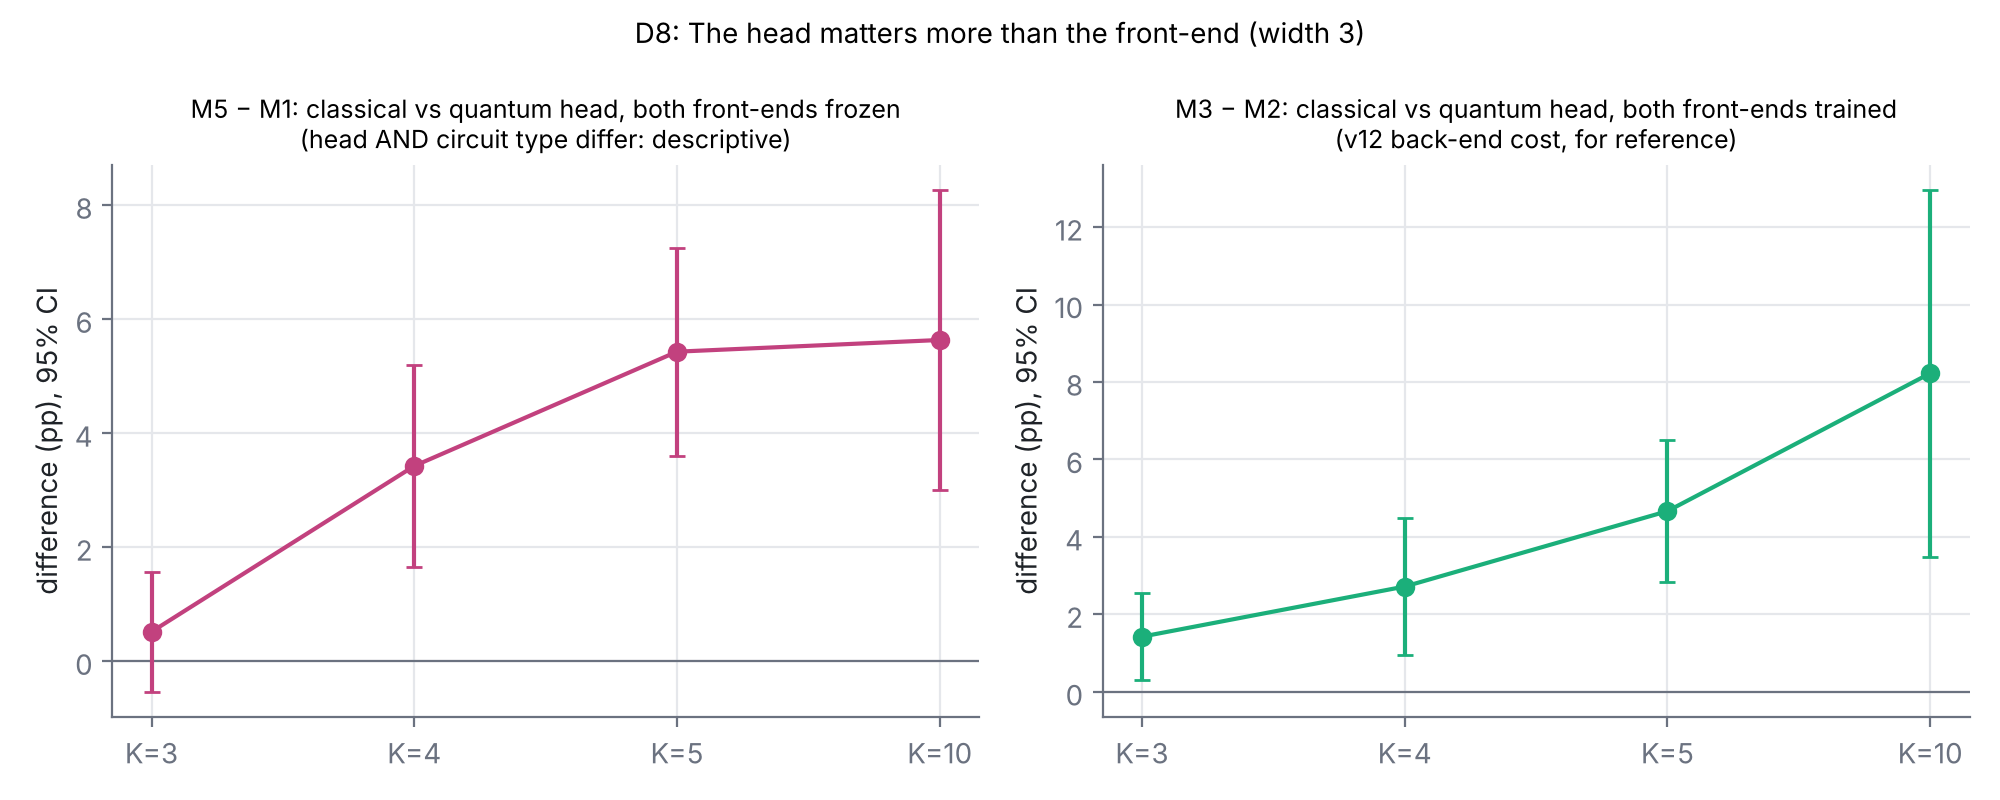 D8: The head matters more than the front-end (width 3)
M5 − M1: classical vs quantum head, both front-ends frozen
(head AND circuit type differ: descriptive)
difference (pp), 95% CI
8
6
4
2
0
K=3
K=4
K=5
K=10
M3 − M2: classical vs quantum head, both front-ends trained
(v12 back-end cost, for reference)
difference (pp), 95% CI
12
10
8
6
4
2
0
K=3
K=4
K=5
K=10